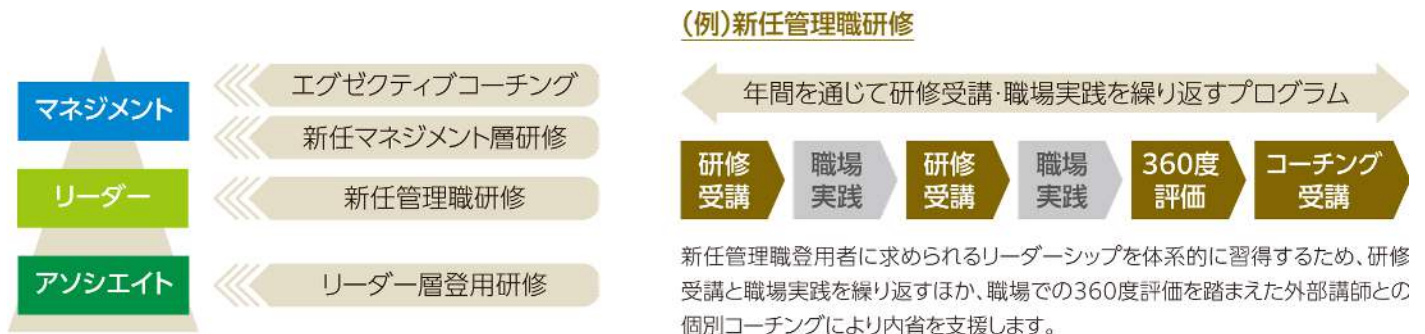 マネジメント
リーダー
アソシエイト
エグゼクティブコーチング
新任マネジメント層研修
新任管理職研修
リーダー層登用研修
(例)新任管理職研修
年間を通じて研修受講・職場実践を繰り返すプログラム
研修
受講
職場
実践
研修
受講
職場
実践
360度
評価
コーチング
受講
新任管理職登用者に求められるリーダーシップを体系的に習得するため、研修
受講と職場実践を繰り返すほか、職場での360度評価を踏まえた外部講師との
個別コーチングにより内省を支援します。